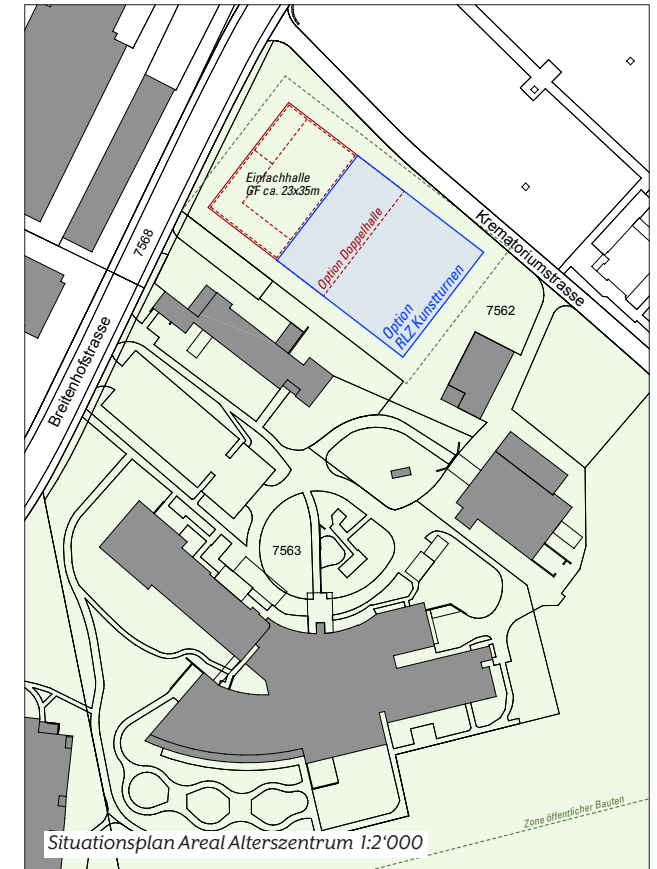 Einfachhalle
GF ca. 23x35m
Option Doppelhalle
Option
RLZ Kunstturnen
Krematoriumstrasse
7568
7562
Breitenhofstrasse
7563
Zone öffentlicher Bauten
Situationsplan Areal Alterszentrum 1:2‘000